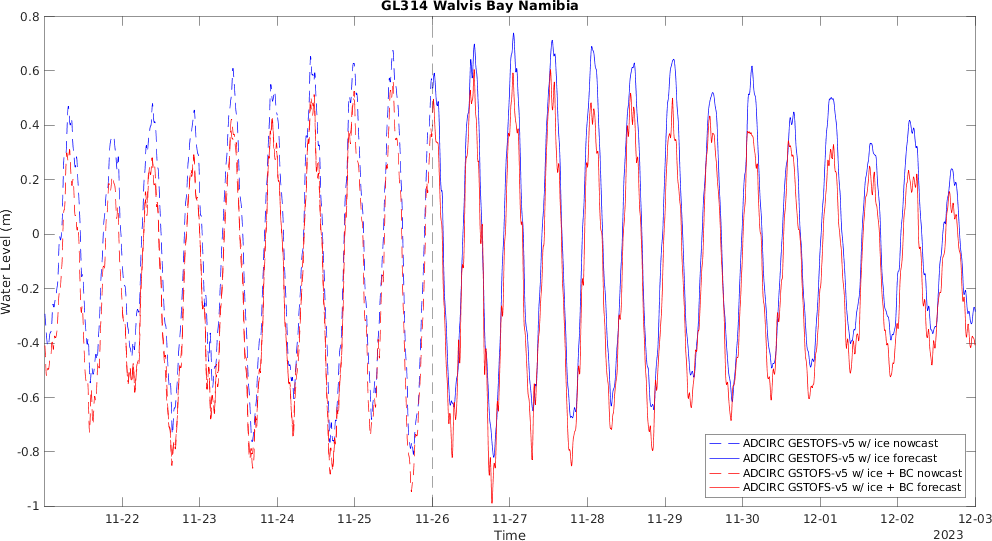 GL314 Walvis Bay Namibia
0.8
0.6
0.4
0.2
0
-0.2
-0.4
-0.6
-0.8
-1
Water Level (m)
ADCIRC GESTOFS-v5 w/ ice nowcast
ADCIRC GESTOFS-v5 w/ ice forecast
ADCIRC GSTOFS-v5 w/ ice + BC nowcast
ADCIRC GSTOFS-v5 w/ ice + BC forecast
11-22 11-23 11-24 11-25 11-26 11-27 11-28 11-29 11-30 12-01 12-02 12-03
Time
2023